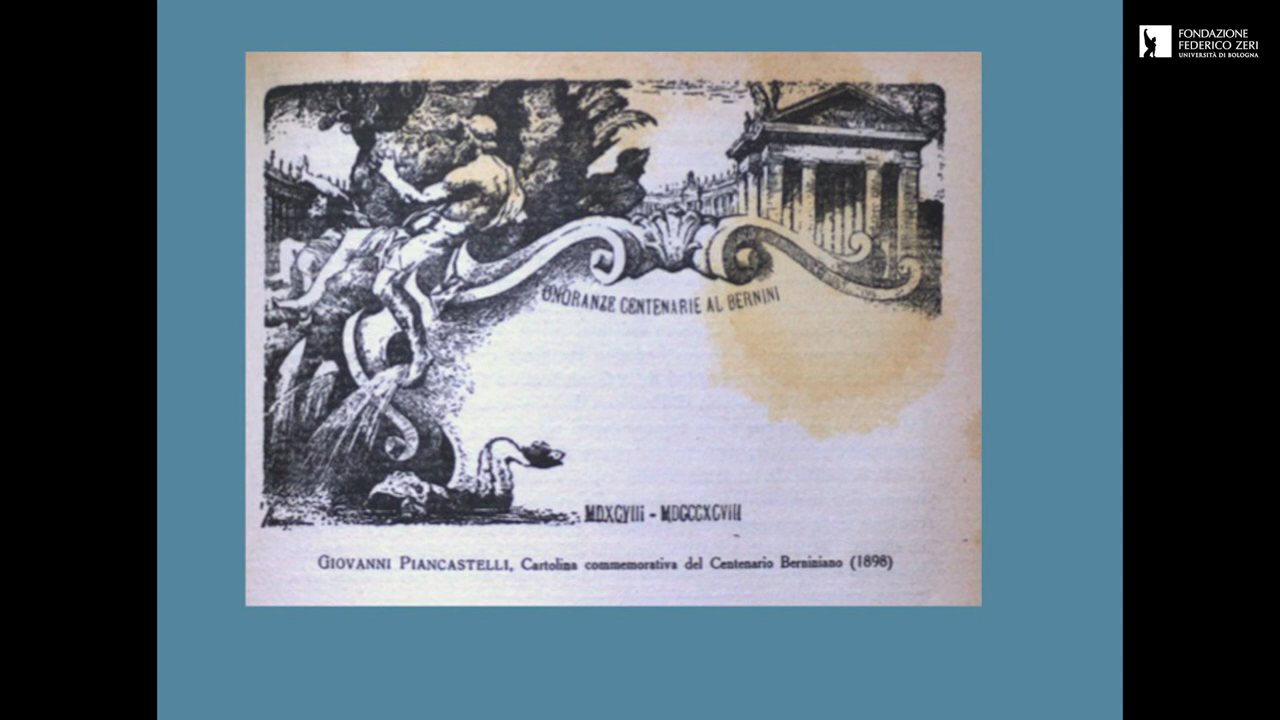 FONDAZIONE
FEDERICO ZERI
UNIVERSITÀ DI BOLOGNA
ONORANZE CENTENARIE AL BERNINI
MDXCVIII - MDCCCXCVIII
GIOVANNI PIANCASTELLI, Cartolina commemorativa del Centenario Berniniano (1898)